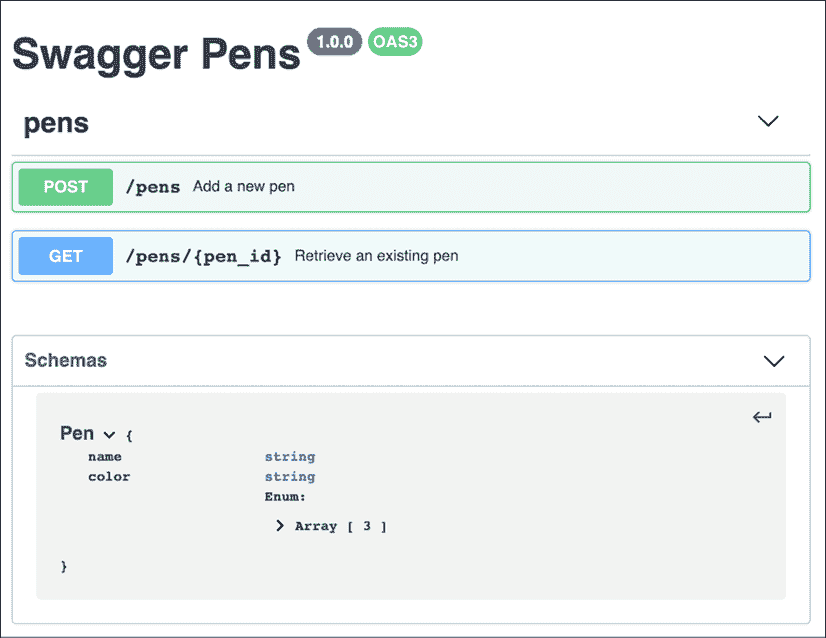 Swagger Pens 1.0.0 OAS3
pens
POST /pens Add a new pen
GET /pens/{pen_id} Retrieve an existing pen
Schemas
Pen {
name string
color string
Enum:
Array [ 3 ]
}